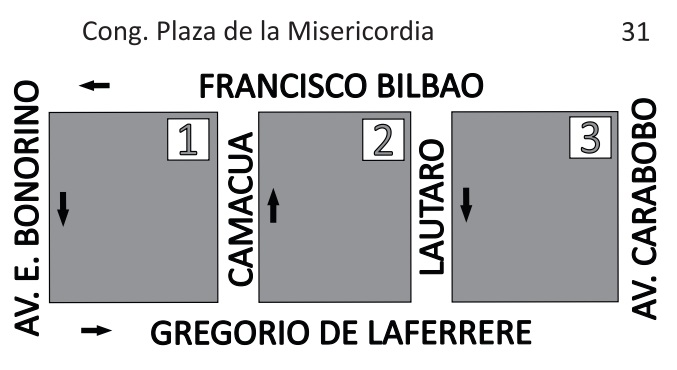 Cong. Plaza de la Misericordia 31
FRANCISCO BILBAO
AV. E. BONORINO
1
CAMACUA
2
LAUTARO
3
AV. CARABOBO
GREGORIO DE LAFERRERE